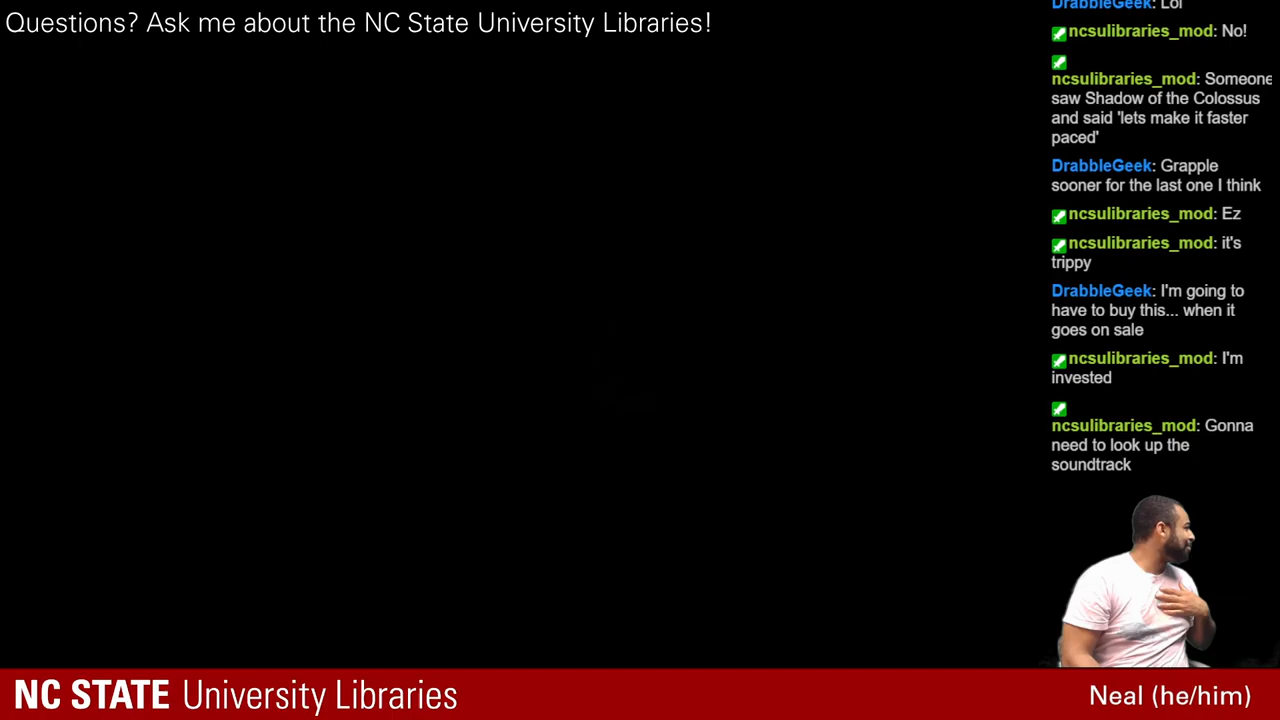 Questions? Ask me about the NC State University Libraries!
DrabbleGeek: Lol
ncsulibraries_mod: No!
ncsulibraries_mod: Someone
saw Shadow of the Colossus
and said 'lets make it faster
paced'
DrabbleGeek: Grapple
sooner for the last one I think
ncsulibraries_mod: Ez
ncsulibraries_mod: it's
trippy
DrabbleGeek: I'm going to
have to buy this... when it
goes on sale
ncsulibraries_mod: I'm
invested
ncsulibraries_mod: Gonna
need to look up the
soundtrack
NC STATE University Libraries
Neal (he/him)